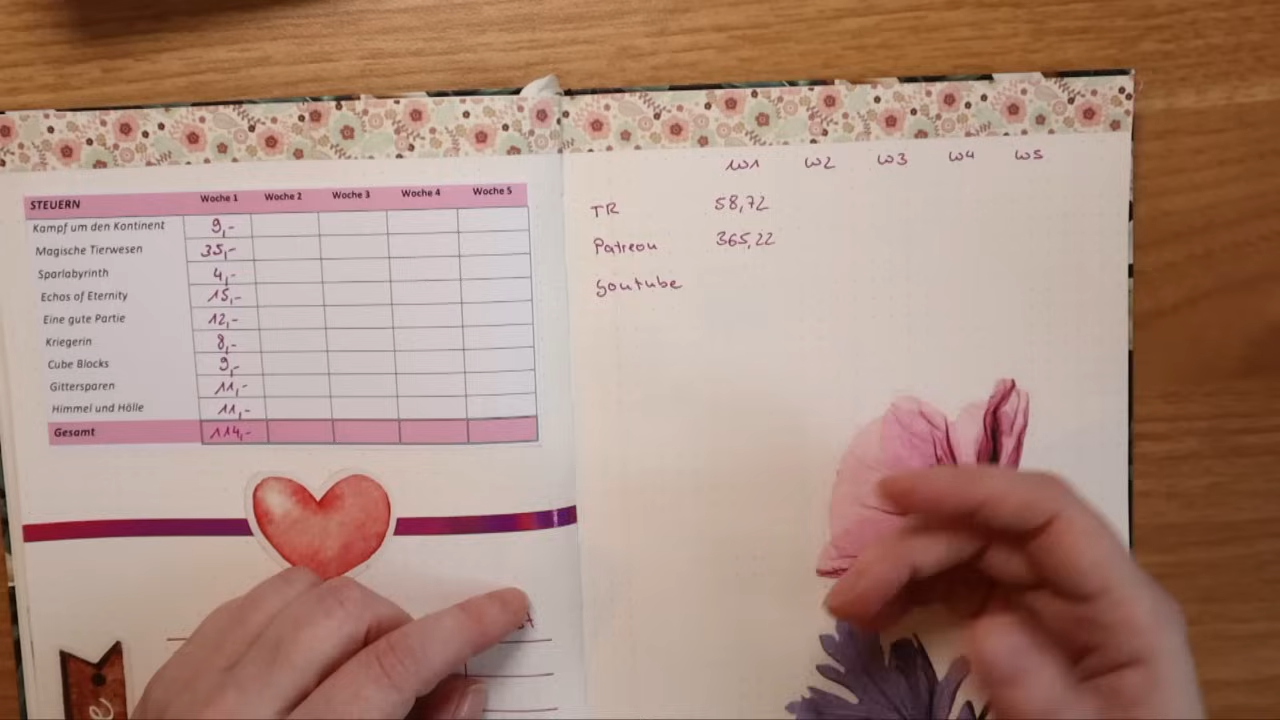 STEUERN Woche 1 Woche 2 Woche 3 Woche 4 Woche 5
Kampf um den Kontinent 9,-
Magische Tierwesen 35,-
Sparlabyrinth 4,-
Echos of Eternity 15,-
Eine gute Partie 12,-
Kriegerin 8,-
Cube Blocks 9,-
Gittersparen 11,-
Himmel und Hölle 11,-
Gesamt 114,-
W1 W2 W3 W4 W5
TR 58,72
Patreon 365,22
Youtube